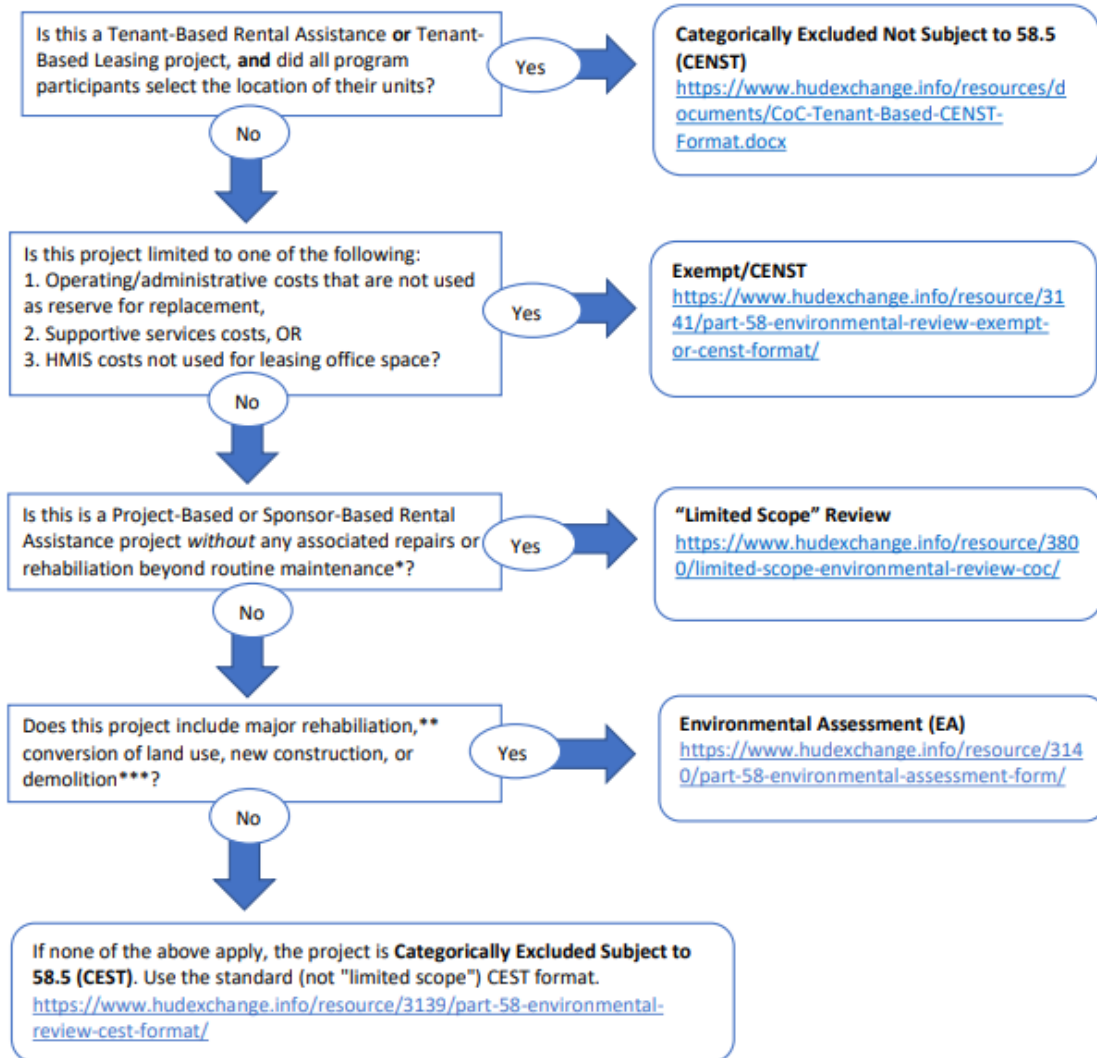 Is this a Tenant-Based Rental Assistance or Tenant-
Based Leasing project, and did all program
participants select the location of their units?
Yes
Categorically Excluded Not Subject to 58.5
(CENST)
https://www.hudexchange.info/resources/d
ocuments/CoC-Tenant-Based-CENST-
Format.docx
No
Is this project limited to one of the following:
1. Operating/administrative costs that are not used
as reserve for replacement,
2. Supportive services costs, OR
3. HMIS costs not used for leasing office space?
Yes
Exempt/CENST
https://www.hudexchange.info/resource/31
41/part-58-environmental-review-exempt-
or-censt-format/
No
Is this is a Project-Based or Sponsor-Based Rental
Assistance project without any associated repairs or
rehabiliation beyond routine maintenance*?
Yes
“Limited Scope” Review
https://www.hudexchange.info/resource/380
0/limited-scope-environmental-review-coc/
No
Does this project include major rehabiliation,**
conversion of land use, new construction, or
demolition***?
Yes
Environmental Assessment (EA)
https://www.hudexchange.info/resource/314
0/part-58-environmental-assessment-form/
No
If none of the above apply, the project is Categorically Excluded Subject to
58.5 (CEST). Use the standard (not "limited scope") CEST format.
https://www.hudexchange.info/resource/3139/part-58-environmental-
review-cest-format/